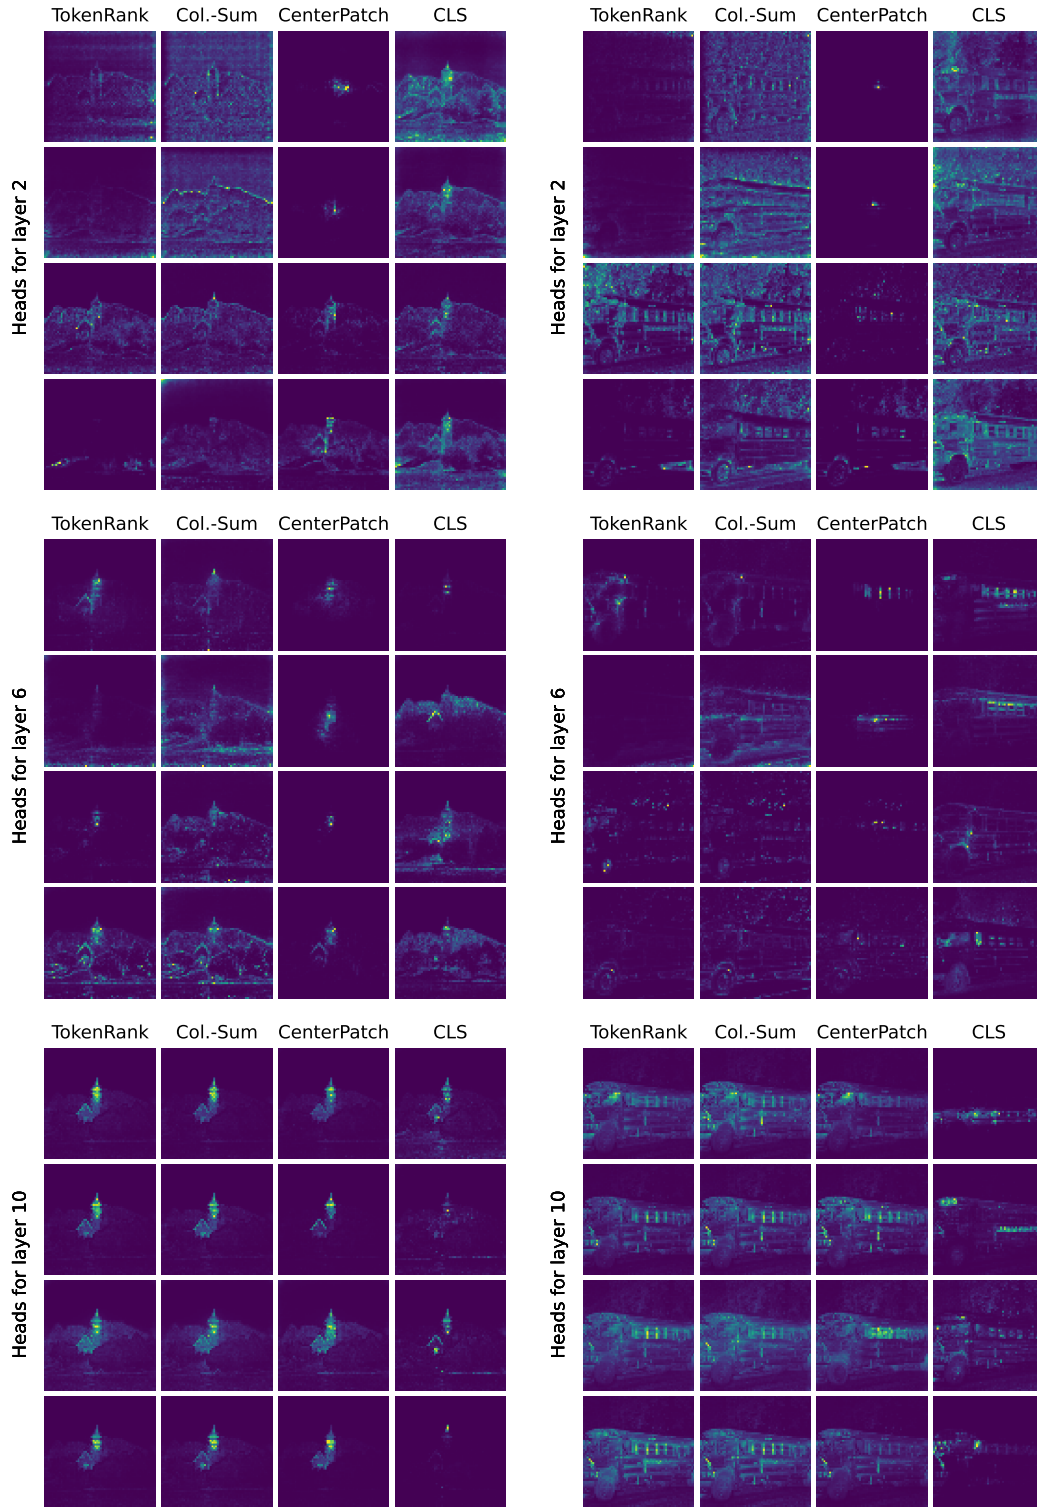 TokenRank Col.-Sum CenterPatch CLS
Heads for layer 2
TokenRank Col.-Sum CenterPatch CLS
Heads for layer 2
TokenRank Col.-Sum CenterPatch CLS
Heads for layer 6
TokenRank Col.-Sum CenterPatch CLS
Heads for layer 6
TokenRank Col.-Sum CenterPatch CLS
Heads for layer 10
TokenRank Col.-Sum CenterPatch CLS
Heads for layer 10